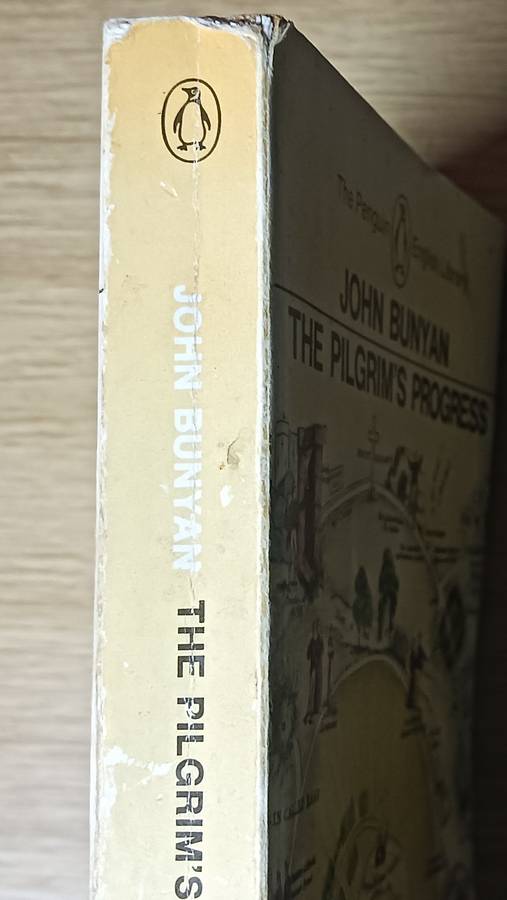 JOHN BUNYAN THE PILGRIM'S
The Penguin English Library
JOHN BUNYAN
THE PILGRIM'S PROGRESS